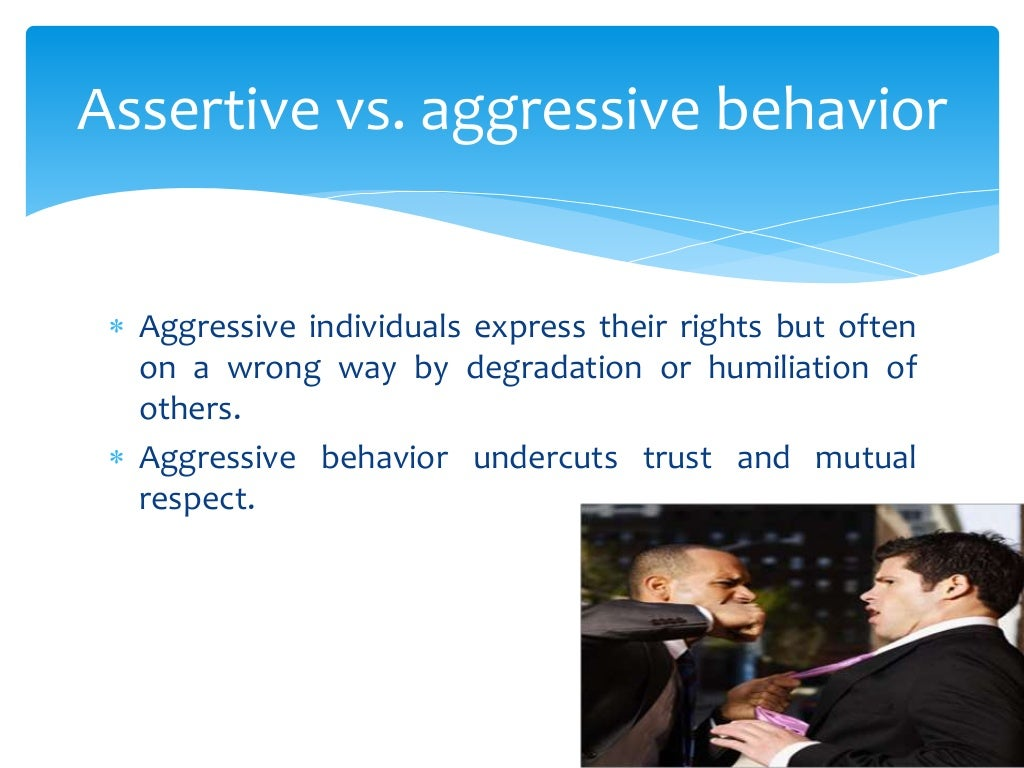 Assertive vs. aggressive behavior
* Aggressive individuals express their rights but often
on a wrong way by degradation or humiliation of
others.
* Aggressive behavior undercuts trust and mutual
respect.